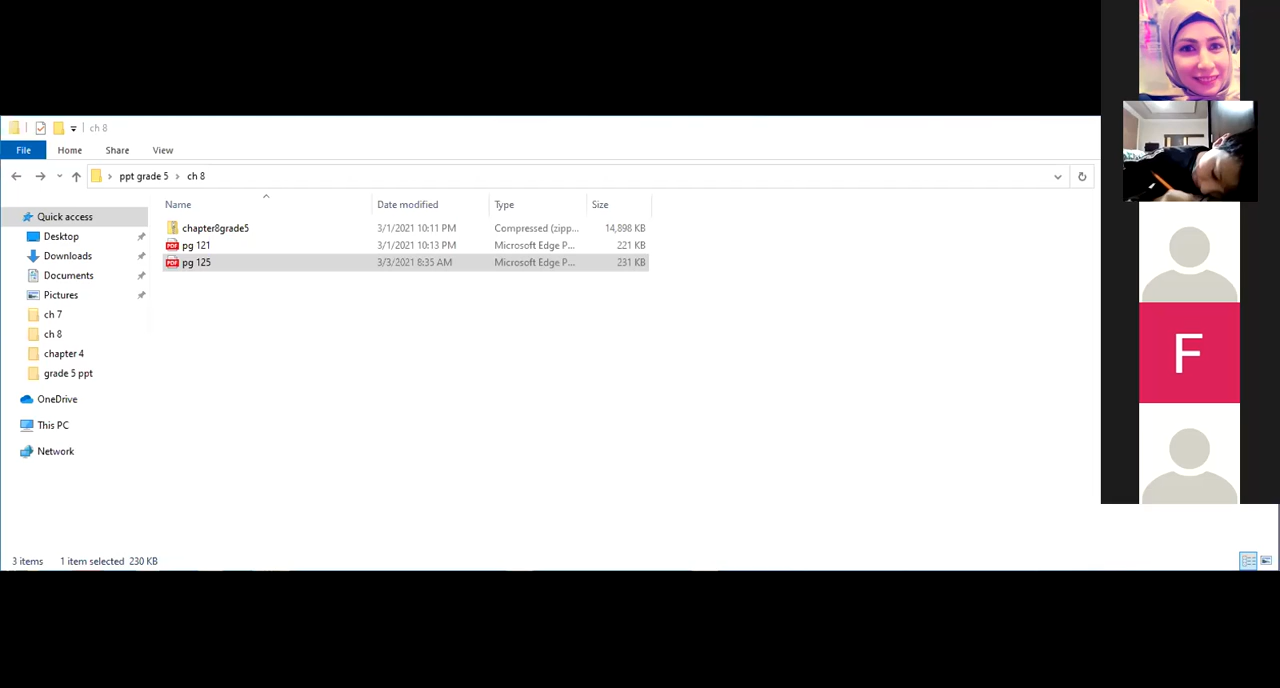 ch 8
File Home Share View
ppt grade 5 › ch 8
Name Date modified Type Size
Quick access
Desktop
Downloads
Documents
Pictures
ch 7
ch 8
chapter 4
grade 5 ppt
OneDrive
This PC
Network
chapter8grade5 3/1/2021 10:11 PM Compressed (zipp... 14,898 KB
PDF pg 121 3/1/2021 10:13 PM Microsoft Edge P... 221 KB
PDF pg 125 3/3/2021 8:35 AM Microsoft Edge P... 231 KB
3 items 1 item selected 230 KB
F